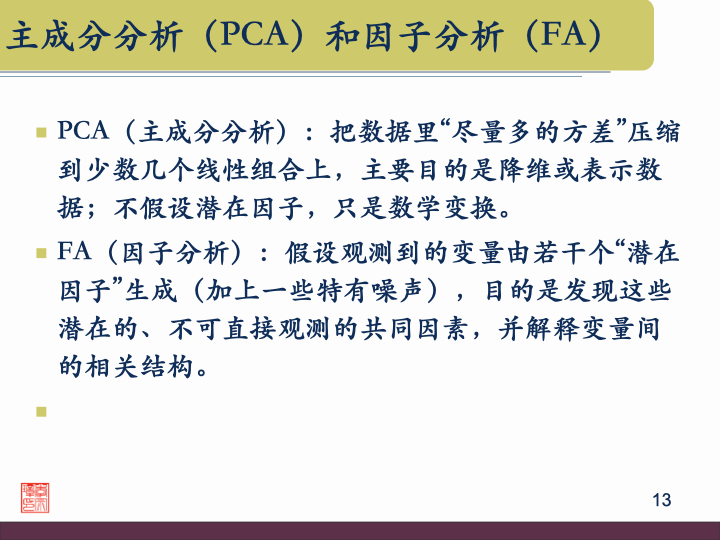 主成分分析（PCA）和因子分析（FA）
PCA（主成分分析）：把数据里“尽量多的方差”压缩
到少数几个线性组合上，主要目的是降维或表示数
据；不假设潜在因子，只是数学变换。
FA（因子分析）：假设观测到的变量由若干个“潜在
因子”生成（加上一些特有噪声），目的是发现这些
潜在的、不可直接观测的共同因素，并解释变量间
的相关结构。
13